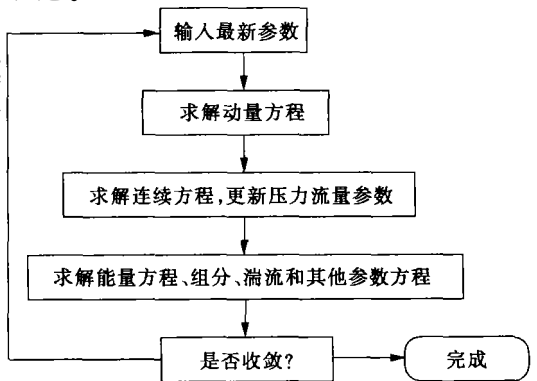 输入最新参数
求解动量方程
求解连续方程,更新压力流量参数
求解能量方程、组分、湍流和其他参数方程
是否收敛?
完成